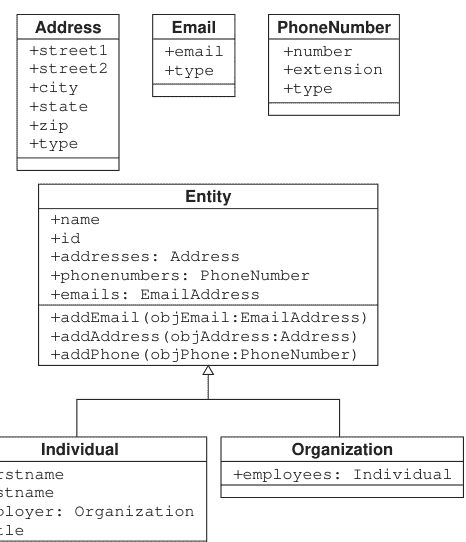 Address
+street1
+street2
+city
+state
+zip
+type
Email
+email
+type
PhoneNumber
+number
+extension
+type
Entity
+name
+id
+addresses: Address
+phonenumbers: PhoneNumber
+emails: EmailAddress
+addEmail(objEmail:EmailAddress)
+addAddress(objAddress:Address)
+addPhone(objPhone:PhoneNumber)
Individual
rstname
stname
ployer: Organization
tle
Organization
+employees: Individual